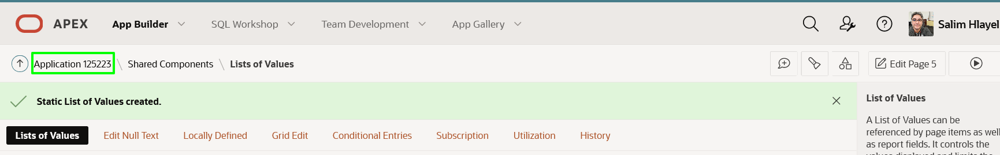 APEX App Builder SQL Workshop Team Development App Gallery Salim Hlayel
Application 125223 \ Shared Components \ Lists of Values Edit Page 5
Static List of Values created.
Lists of Values Edit Null Text Locally Defined Grid Edit Conditional Entries Subscription Utilization History
List of Values
A List of Values can be
referenced by page items as well
as report fields. It controls the